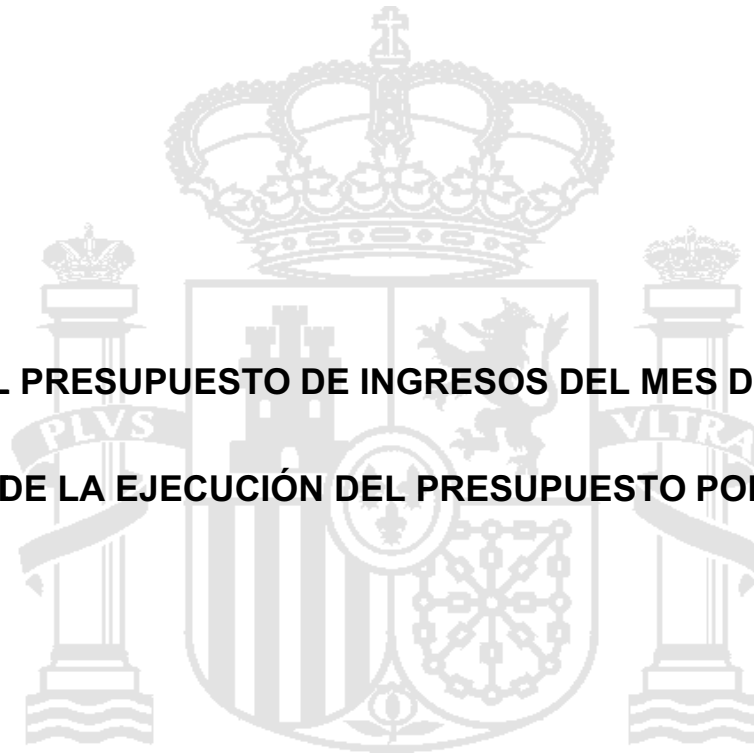 L PRESUPUESTO DE INGRESOS DEL MES D
DE LA EJECUCIÓN DEL PRESUPUESTO PO
PLVS
VLTRA